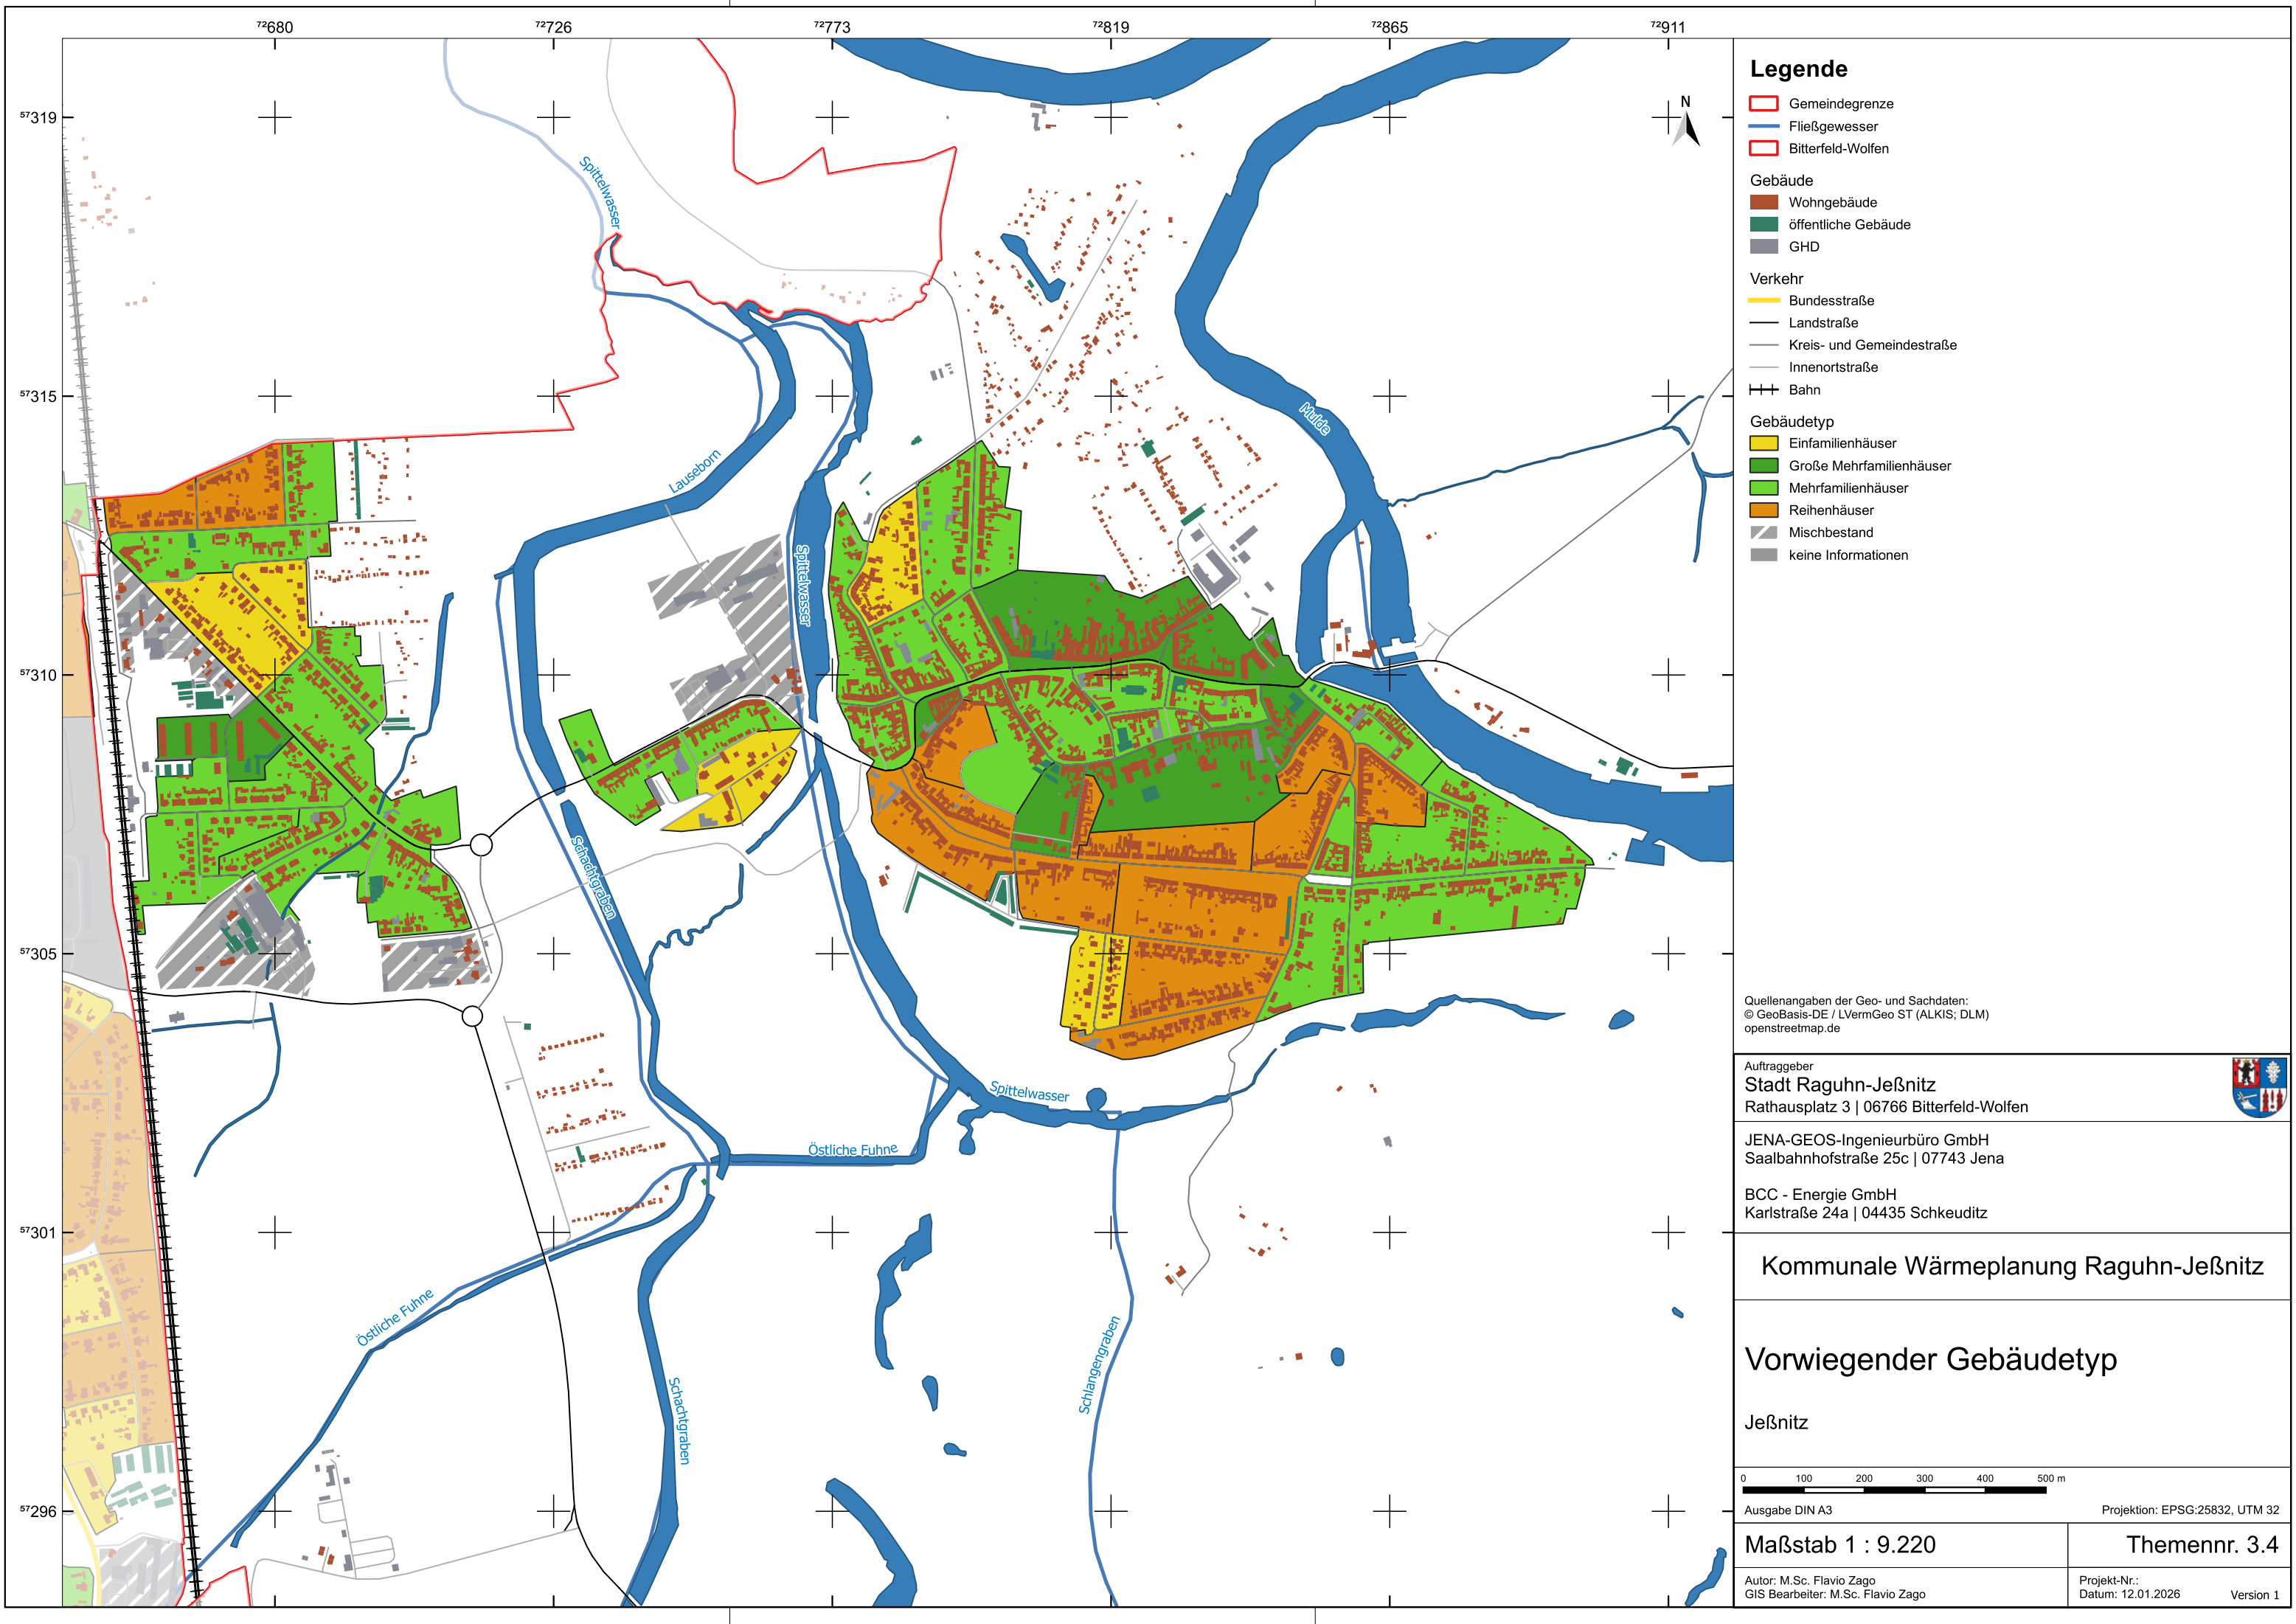 72680 72726 72773 72819 72865 72911
57319
57315
57310
57305
57301
57296
N
Spittelwasser
Lauseborn
Spittelwasser
Mulde
Schachtgraben
Spittelwasser
Östliche Fuhne
Östliche Fuhne
Schachtgraben
Schlangengraben
Legende
Gemeindegrenze
Fließgewesser
Bitterfeld-Wolfen
Gebäude
Wohngebäude
öffentliche Gebäude
GHD
Verkehr
Bundesstraße
Landstraße
Kreis- und Gemeindestraße
Innenortstraße
Bahn
Gebäudetyp
Einfamilienhäuser
Große Mehrfamilienhäuser
Mehrfamilienhäuser
Reihenhäuser
Mischbestand
keine Informationen
Quellenangaben der Geo- und Sachdaten:
© GeoBasis-DE / LVermGeo ST (ALKIS; DLM)
openstreetmap.de
Auftraggeber
Stadt Raguhn-Jeßnitz
Rathausplatz 3 | 06766 Bitterfeld-Wolfen
JENA-GEOS-Ingenieurbüro GmbH
Saalbahnhofstraße 25c | 07743 Jena
BCC - Energie GmbH
Karlstraße 24a | 04435 Schkeuditz
Kommunale Wärmeplanung Raguhn-Jeßnitz
Vorwiegender Gebäudetyp
Jeßnitz
0 100 200 300 400 500 m
Ausgabe DIN A3 Projektion: EPSG:25832, UTM 32
Maßstab 1 : 9.220 Themennr. 3.4
Autor: M.Sc. Flavio Zago Projekt-Nr.:
GIS Bearbeiter: M.Sc. Flavio Zago Datum: 12.01.2026 Version 1